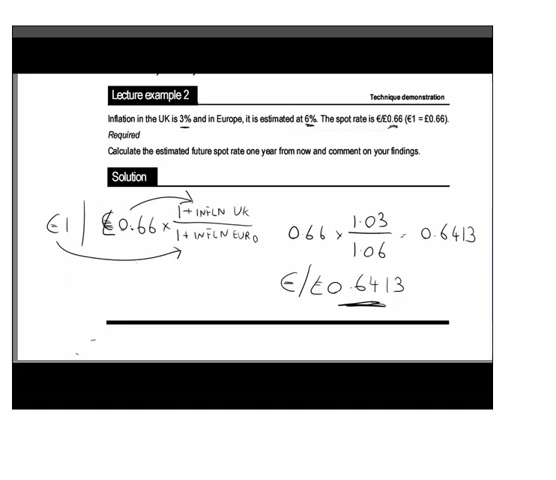 Lecture example 2
Technique demonstration
Inflation in the UK is 3% and in Europe, it is estimated at 6%. The spot rate is €/£0.66 (€1 = £0.66).
Required
Calculate the estimated future spot rate one year from now and comment on your findings.
Solution
€1 | £0.66 × 1 + INFLN UK / 1 + INFLN EURO
0.66 × 1.03 / 1.06 = 0.6413
€/£0.6413